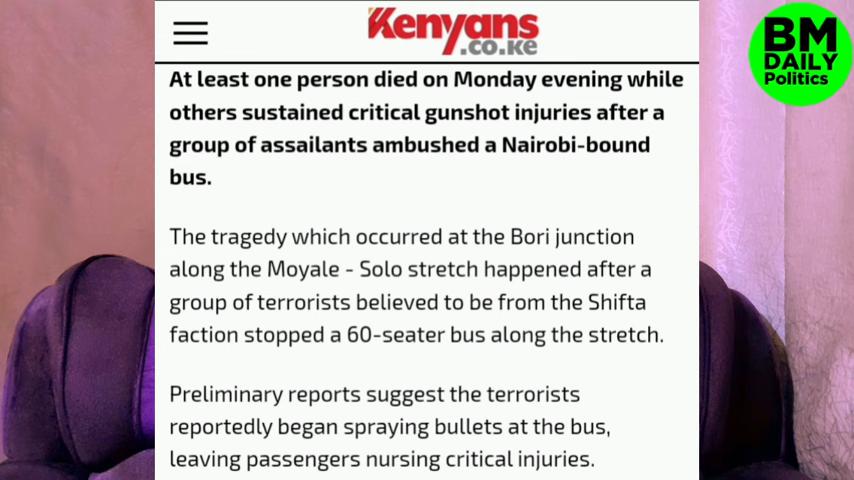 Kenyans
.co.ke
BM
DAILY
Politics
At least one person died on Monday evening while
others sustained critical gunshot injuries after a
group of assailants ambushed a Nairobi-bound
bus.
The tragedy which occurred at the Bori junction
along the Moyale - Solo stretch happened after a
group of terrorists believed to be from the Shifta
faction stopped a 60-seater bus along the stretch.
Preliminary reports suggest the terrorists
reportedly began spraying bullets at the bus,
leaving passengers nursing critical injuries.